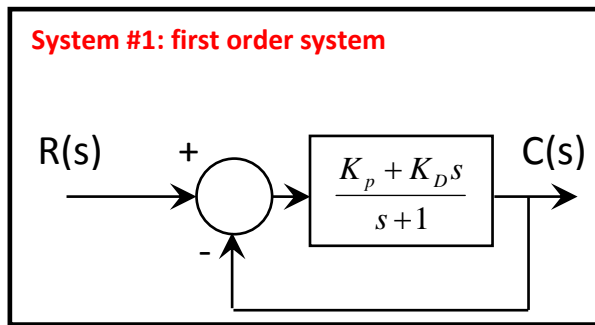 System #1: first order system
R(s)
+
-
K_p + K_D s
s + 1
C(s)